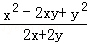 x² − 2xy + y²
2x+2y